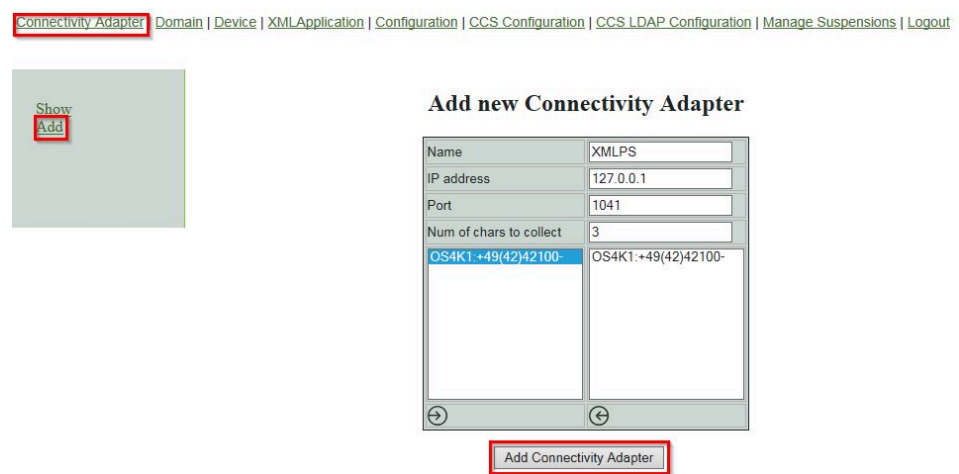 Connectivity Adapter | Domain | Device | XMLApplication | Configuration | CCS Configuration | CCS LDAP Configuration | Manage Suspensions | Logout
Show
Add
Add new Connectivity Adapter
Name XMLPS
IP address 127.0.0.1
Port 1041
Num of chars to collect 3
OS4K1:+49(42)42100- OS4K1:+49(42)42100-
Add Connectivity Adapter